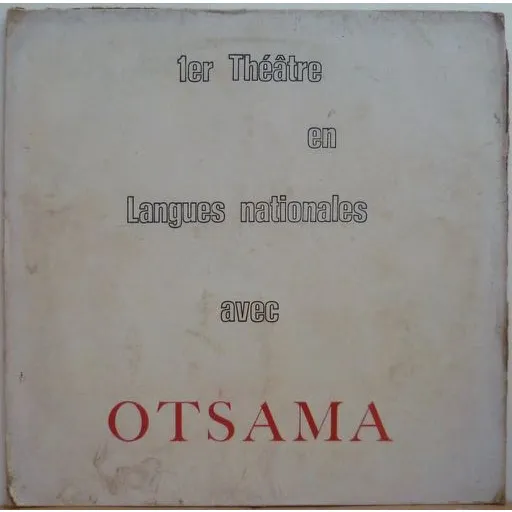 1er Théâtre
en
Langues nationales
avec
OTSAMA